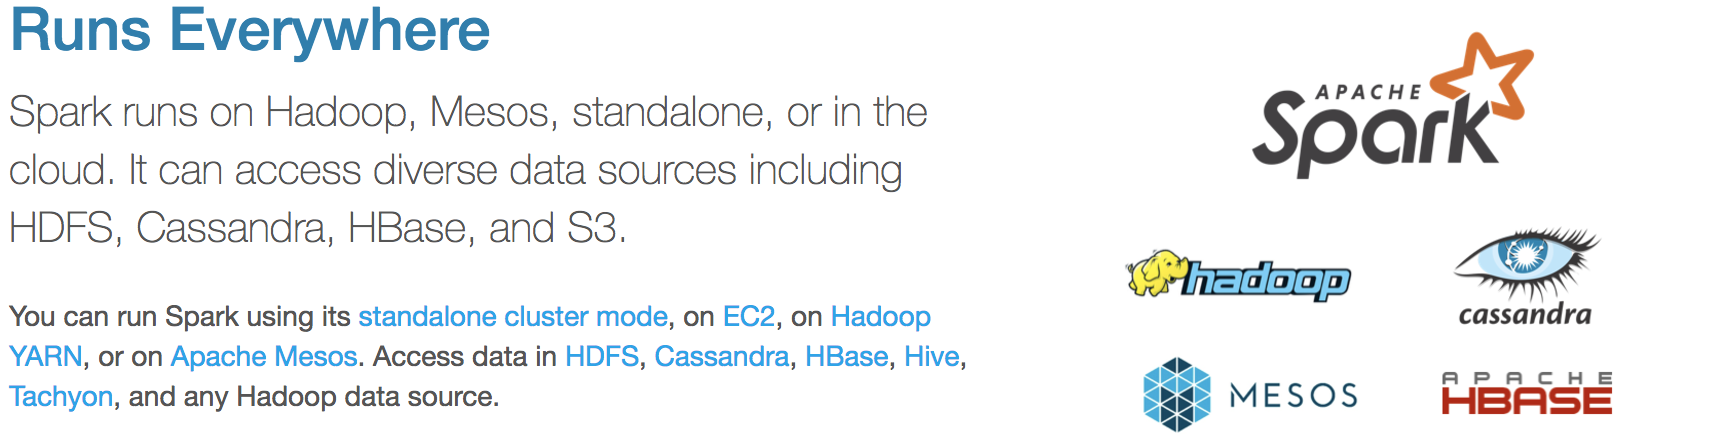 Runs Everywhere
Spark runs on Hadoop, Mesos, standalone, or in the
cloud. It can access diverse data sources including
HDFS, Cassandra, HBase, and S3.
You can run Spark using its standalone cluster mode, on EC2, on Hadoop
YARN, or on Apache Mesos. Access data in HDFS, Cassandra, HBase, Hive,
Tachyon, and any Hadoop data source.
APACHE
Spark
hadoop
cassandra
MESOS
APACHE
HBASE